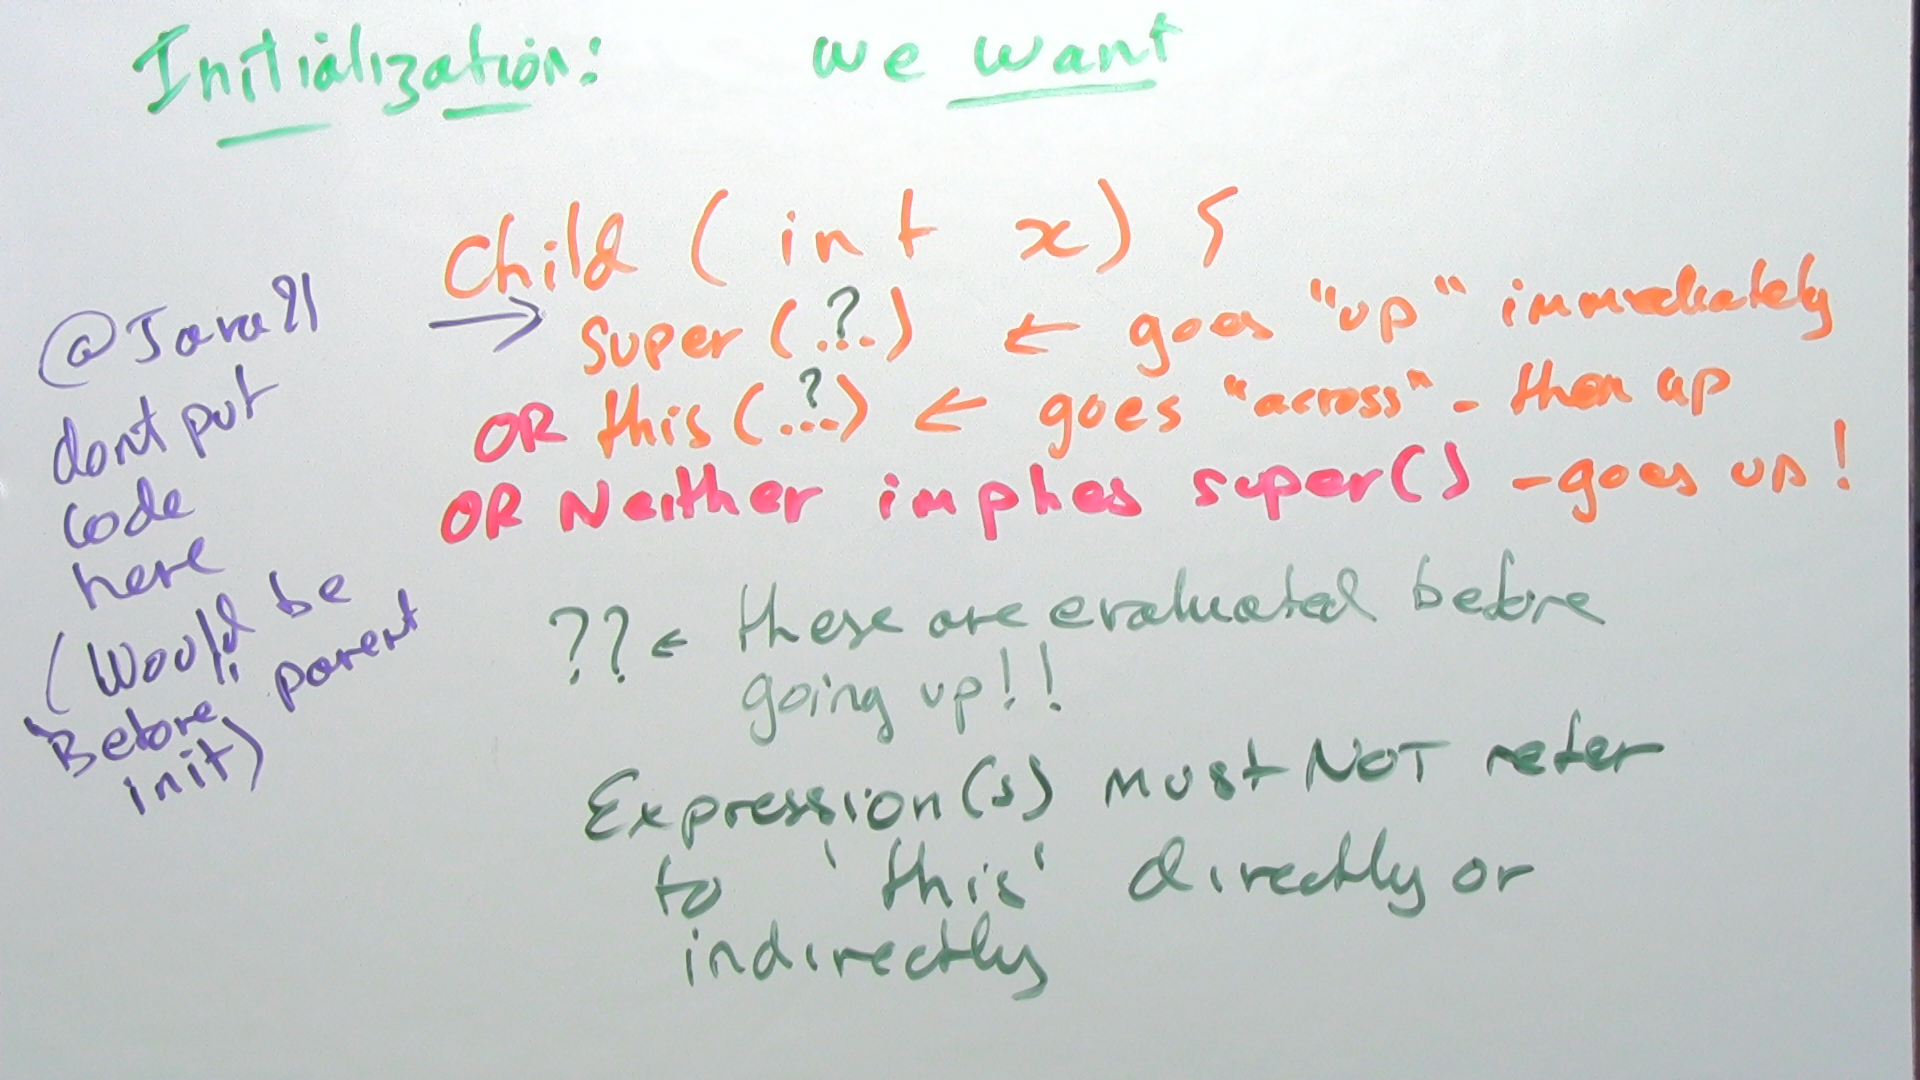 Initialization: we want
Child ( int x) {
super (.?.) ← goes "up" immediately
OR this (..?.) ← goes "across" - then up
OR Neither implies super() - goes up!
?? ← these are evaluated before
going up!!
Expression(s) must NOT refer
to 'this' directly or
indirectly
@Java21 →
dont put
code
here
(Would be
Before parent
init)